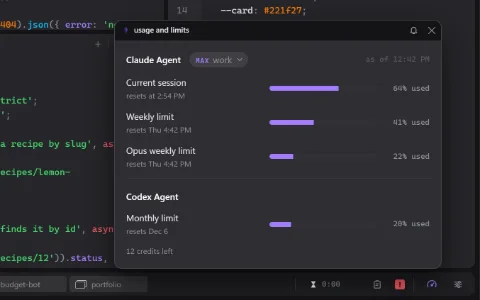 404).json({ error: 'n
14 --card: #221f27;
usage and limits
Claude Agent MAX work as of 12:42 PM
Current session
64% used
resets at 2:54 PM
Weekly limit
41% used
resets Thu 4:42 PM
Opus weekly limit
22% used
resets Thu 4:42 PM
Codex Agent
Monthly limit
20% used
resets Dec 6
12 credits left
trict';
';
a recipe by slug', as
ecipes/lemon-
finds it by id', async
ecipes/12')).status,
budget-bot
portfolio
0:00